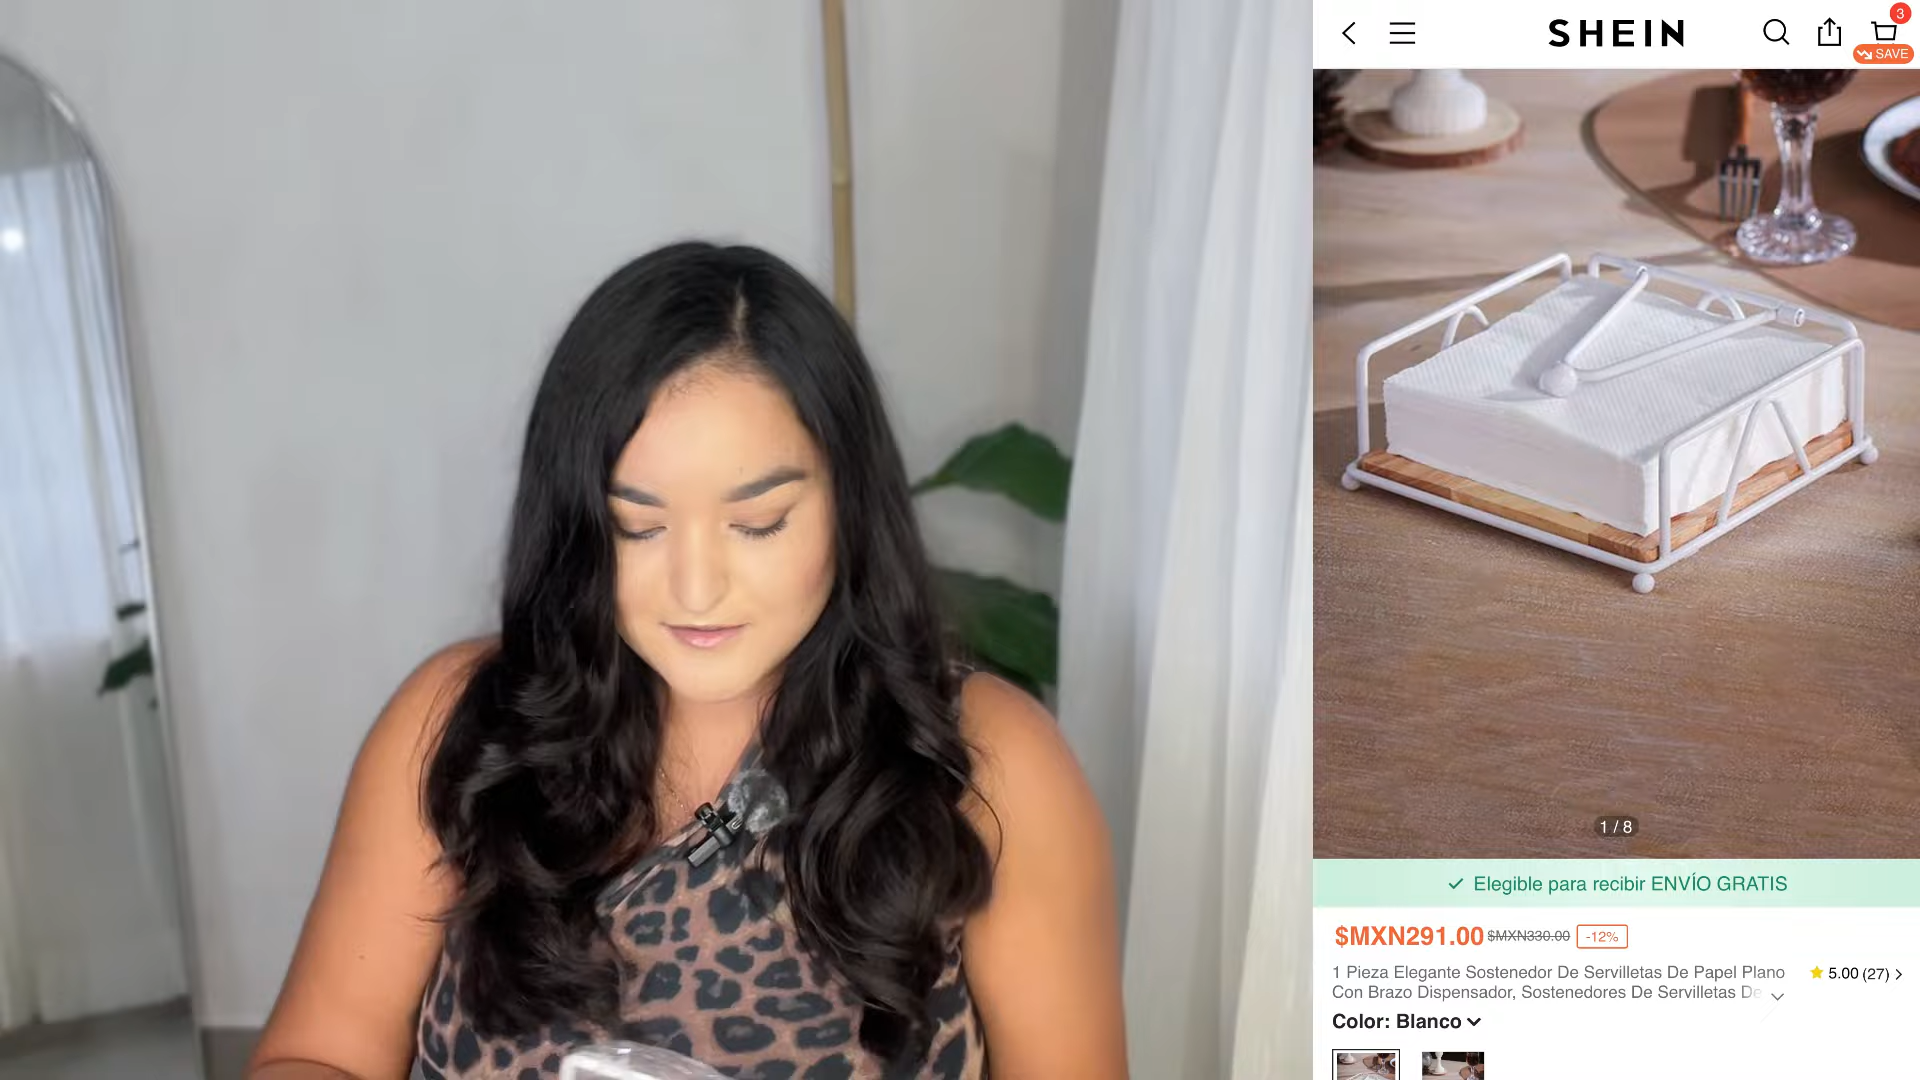 SHEIN
3
SAVE
1 / 8
Elegible para recibir ENVÍO GRATIS
$MXN291.00 $MXN330.00 -12%
1 Pieza Elegante Sostenedor De Servilletas De Papel Plano
Con Brazo Dispensador, Sostenedores De Servilletas De
5.00 (27)
Color: Blanco